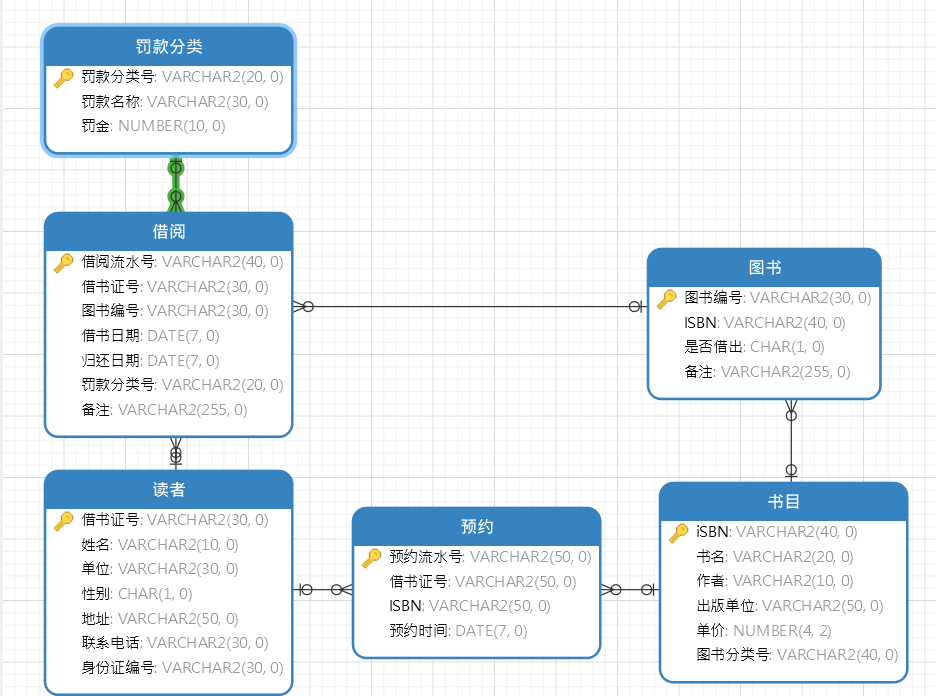 罚款分类
罚款分类号: VARCHAR2(20, 0)
罚款名称: VARCHAR2(30, 0)
罚金: NUMBER(10, 0)
借阅
借阅流水号: VARCHAR2(40, 0)
借书证号: VARCHAR2(30, 0)
图书编号: VARCHAR2(30, 0)
借书日期: DATE(7, 0)
归还日期: DATE(7, 0)
罚款分类号: VARCHAR2(20, 0)
备注: VARCHAR2(255, 0)
图书
图书编号: VARCHAR2(30, 0)
ISBN: VARCHAR2(40, 0)
是否借出: CHAR(1, 0)
备注: VARCHAR2(255, 0)
读者
借书证号: VARCHAR2(30, 0)
姓名: VARCHAR2(10, 0)
单位: VARCHAR2(30, 0)
性别: CHAR(1, 0)
地址: VARCHAR2(50, 0)
联系电话: VARCHAR2(30, 0)
身份证编号: VARCHAR2(30, 0)
预约
预约流水号: VARCHAR2(50, 0)
借书证号: VARCHAR2(50, 0)
ISBN: VARCHAR2(50, 0)
预约时间: DATE(7, 0)
书目
iSBN: VARCHAR2(40, 0)
书名: VARCHAR2(20, 0)
作者: VARCHAR2(10, 0)
出版单位: VARCHAR2(50, 0)
单价: NUMBER(4, 2)
图书分类号: VARCHAR2(40, 0)